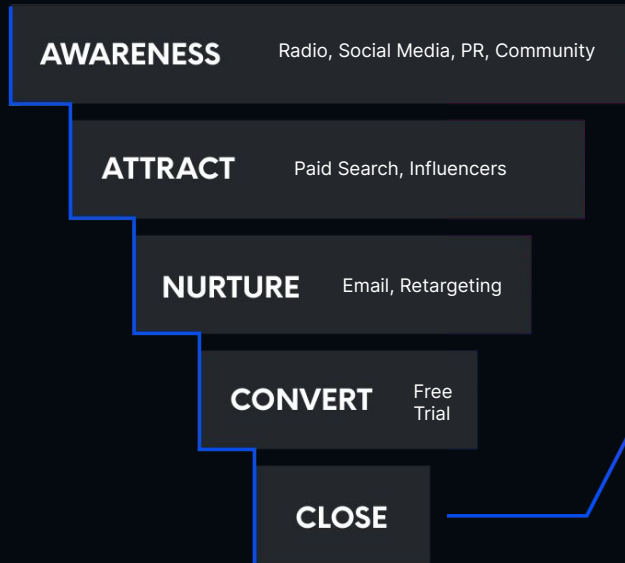 AWARENESS Radio, Social Media, PR, Community
ATTRACT Paid Search, Influencers
NURTURE Email, Retargeting
CONVERT Free
Trial
CLOSE